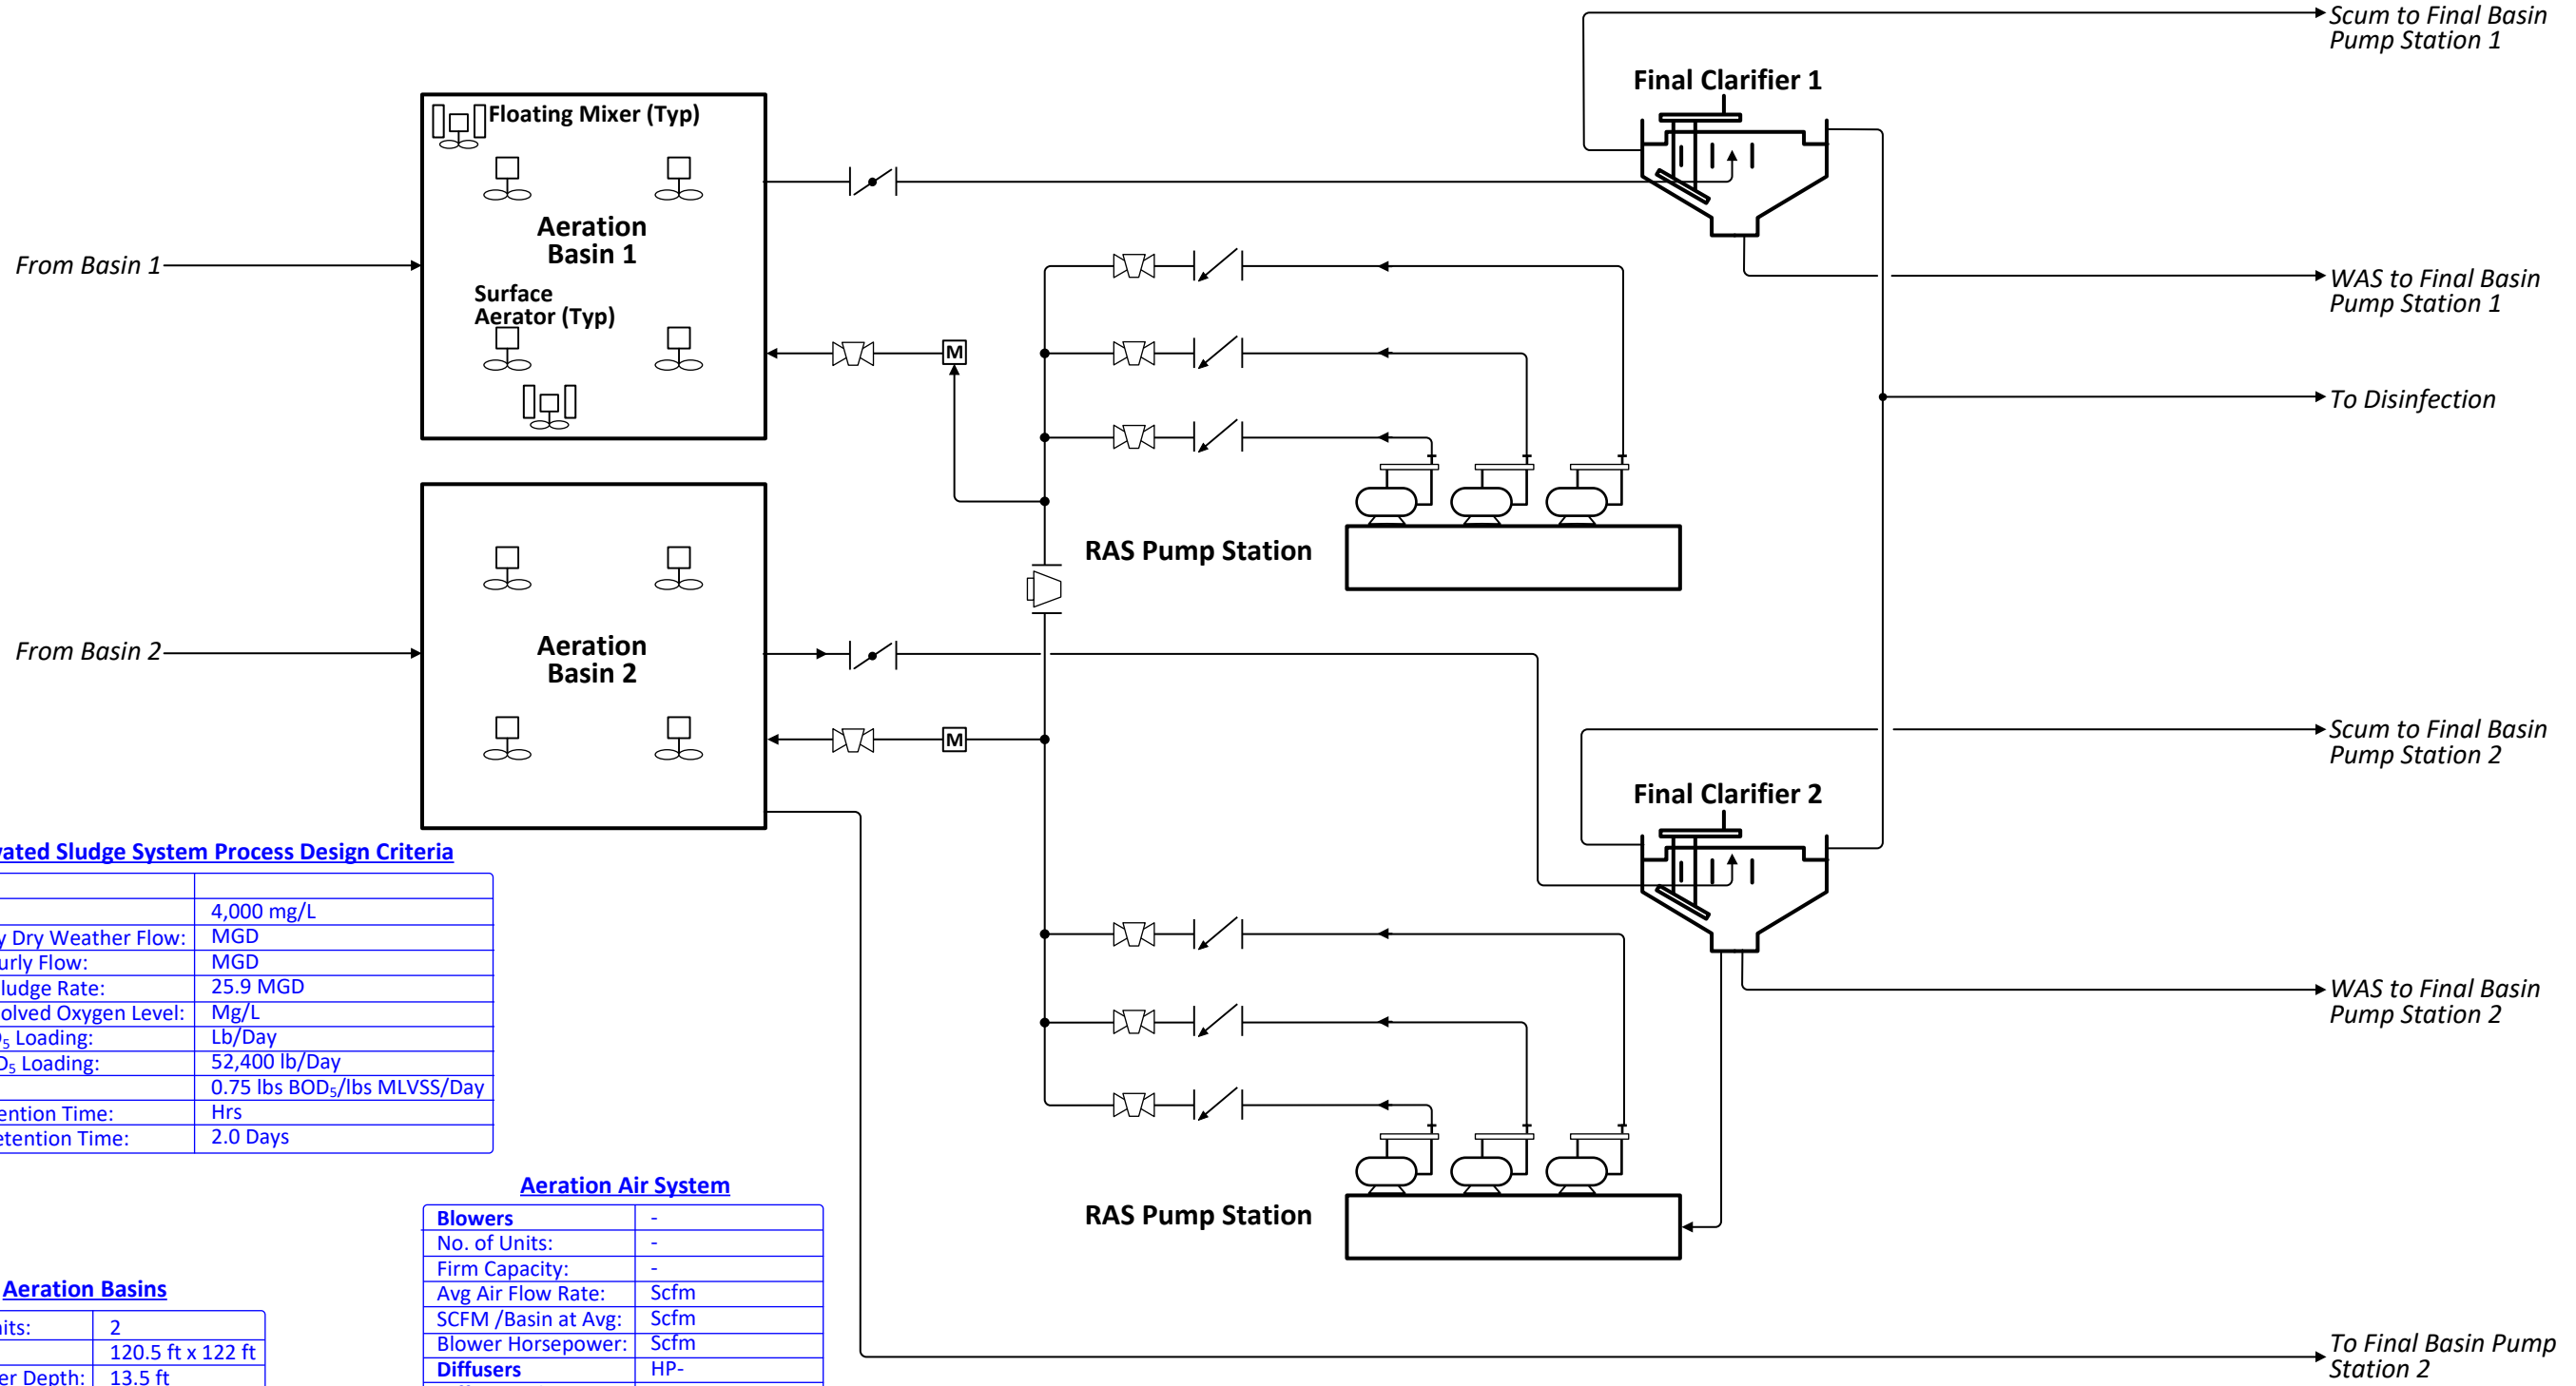 Scum to Final Basin
Pump Station 1
Final Clarifier 1
Floating Mixer (Typ)
Aeration
Basin 1
From Basin 1
Surface
Aerator (Typ)
M
WAS to Final Basin
Pump Station 1
To Disinfection
RAS Pump Station
From Basin 2
Aeration
Basin 2
M
Scum to Final Basin
Pump Station 2
Final Clarifier 2
WAS to Final Basin
Pump Station 2
RAS Pump Station
To Final Basin Pump
Station 2
vated Sludge System Process Design Criteria
4,000 mg/L
y Dry Weather Flow: MGD
urly Flow: MGD
ludge Rate: 25.9 MGD
olved Oxygen Level: Mg/L
D₅ Loading: Lb/Day
D₅ Loading: 52,400 lb/Day
0.75 lbs BOD₅/lbs MLVSS/Day
ention Time: Hrs
etention Time: 2.0 Days
Aeration Air System
Blowers -
No. of Units: -
Firm Capacity: -
Avg Air Flow Rate: Scfm
SCFM /Basin at Avg: Scfm
Blower Horsepower: Scfm
Diffusers HP-
Aeration Basins
nits: 2
120.5 ft x 122 ft
er Depth: 13.5 ft